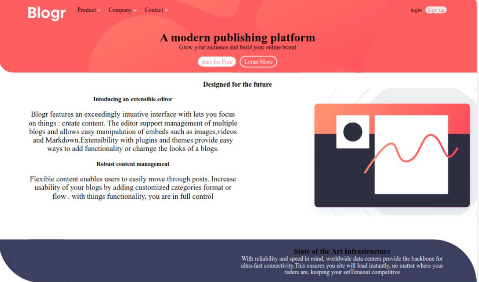 Blogr Product Company Contact login Sign up
A modern publishing platform
Grow your audience and build your online brand
start for Free Learn More
Designed for the future
Intoducing an extensible editor
Blogr features an exceedingly intuative interface with lets you focus
on things : create content. The editor support management of multiple
blogs and allows easy manipulation of embeds such as images,videos
and Markdown.Extensibility with plugins and themes provide easy
ways to add functionality or charnge the looks of a blogs.
Robust content management
Flexible content enables users to easily move through posts. Increase
usability of your blogs by adding customized categories format or
flow . with things functionality, you are in full control
State of the Art Infrastructure
With reliability and speed in mind, worldwide data centers provide the backbone for
ultra-fast connectivity.This ensures you site will load instantly, no matter where your
raders are, keeping your setTimeout competitive